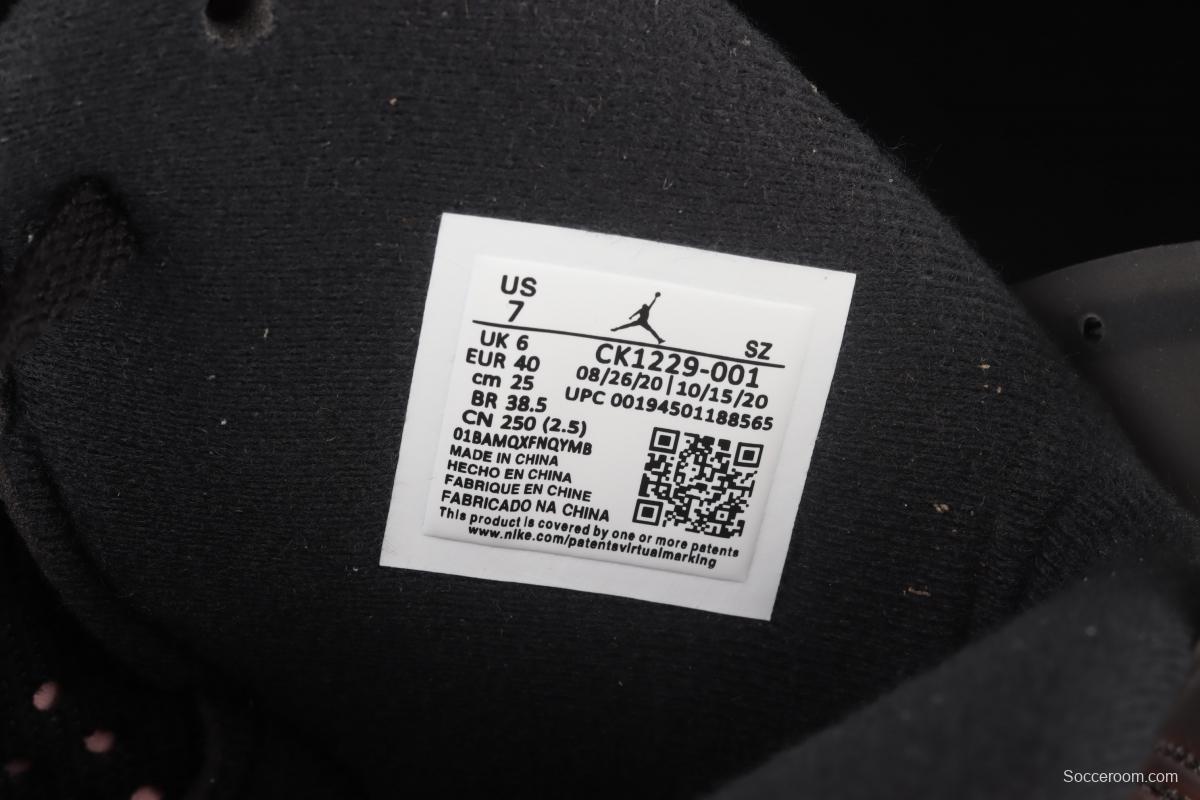 US
7
SZ
UK 6
EUR 40
cm 25
BR 38.5
CN 250 (2.5)
CK1229-001
08/26/20 | 10/15/20
UPC 00194501188565
01BAMQXFNQYMB
MADE IN CHINA
HECHO EN CHINA
FABRIQUE EN CHINE
FABRICADO NA CHINA
This product is covered by one or more patents
www.nike.com/patentsvirtualmarking
Socceroom.com